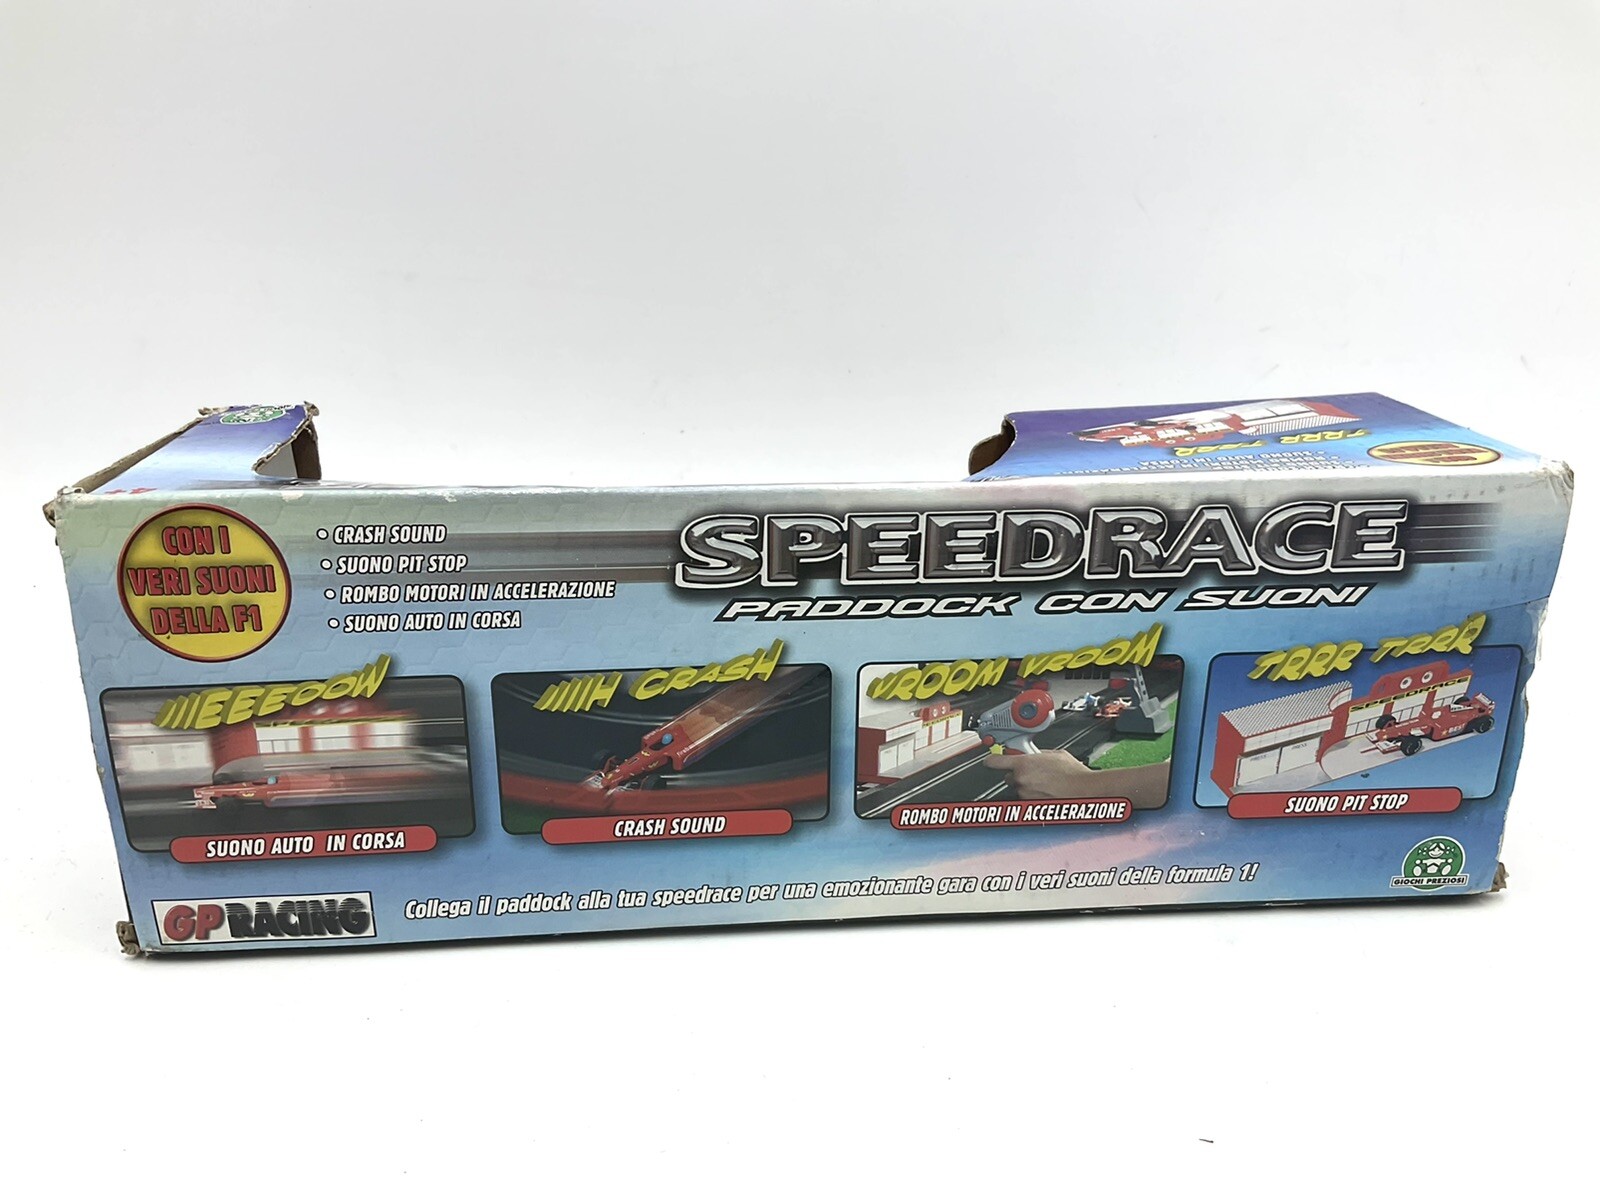 CON I
VERI SUONI
DELLA F1
• CRASH SOUND
• SUONO PIT STOP
• ROMBO MOTORI IN ACCELERAZIONE
• SUONO AUTO IN CORSA
SPEEDRACE
PADDOCK CON SUONI
TRRR TRRR
EEEOOW
SUONO AUTO IN CORSA
H CRASH
CRASH SOUND
VROOM VROOM
ROMBO MOTORI IN ACCELERAZIONE
TRRR TRRR
SPEEDRACE
SUONO PIT STOP
GP RACING
Collega il paddock alla tua speedrace per una emozionante gara con i veri suoni della formula 1!
GIOCHI PREZIOSI